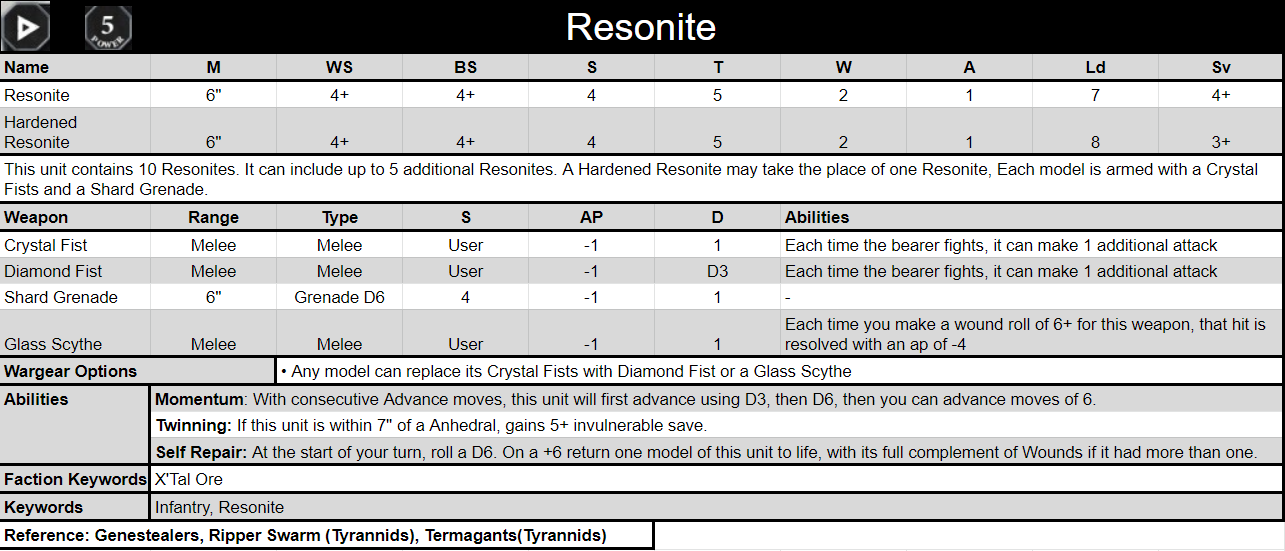 5 POWER Resonite
Name M WS BS S T W A Ld Sv
Resonite 6" 4+ 4+ 4 5 2 1 7 4+
Hardened
Resonite 6" 4+ 4+ 4 5 2 1 8 3+
This unit contains 10 Resonites. It can include up to 5 additional Resonites. A Hardened Resonite may take the place of one Resonite, Each model is armed with a Crystal
Fists and a Shard Grenade.
Weapon Range Type S AP D Abilities
Crystal Fist Melee Melee User -1 1 Each time the bearer fights, it can make 1 additional attack
Diamond Fist Melee Melee User -1 D3 Each time the bearer fights, it can make 1 additional attack
Shard Grenade 6" Grenade D6 4 -1 1 -
Each time you make a wound roll of 6+ for this weapon, that hit is
Glass Scythe Melee Melee User -1 1 resolved with an ap of -4
Wargear Options • Any model can replace its Crystal Fists with Diamond Fist or a Glass Scythe
Abilities Momentum: With consecutive Advance moves, this unit will first advance using D3, then D6, then you can advance moves of 6.
Twinning: If this unit is within 7" of a Anhedral, gains 5+ invulnerable save.
Self Repair: At the start of your turn, roll a D6. On a +6 return one model of this unit to life, with its full complement of Wounds if it had more than one.
Faction Keywords X'Tal Ore
Keywords Infantry, Resonite
Reference: Genestealers, Ripper Swarm (Tyrannids), Termagants(Tyrannids)